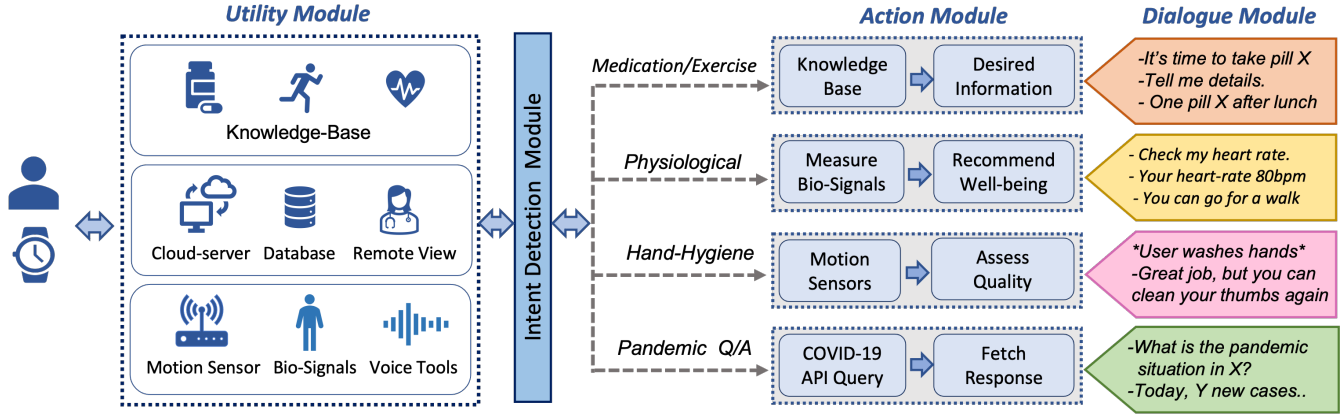 Utility Module
Knowledge-Base
Cloud-server
Database
Remote View
Motion Sensor
Bio-Signals
Voice Tools
Intent Detection Module
Medication/Exercise
Physiological
Hand-Hygiene
Pandemic Q/A
Action Module
Knowledge
Base
Desired
Information
Measure
Bio-Signals
Recommend
Well-being
Motion
Sensors
Assess
Quality
COVID-19
API Query
Fetch
Response
Dialogue Module
-It's time to take pill X
-Tell me details.
- One pill X after lunch
- Check my heart rate.
- Your heart-rate 80bpm
- You can go for a walk
*User washes hands*
-Great job, but you can
clean your thumbs again
-What is the pandemic
situation in X?
-Today, Y new cases..